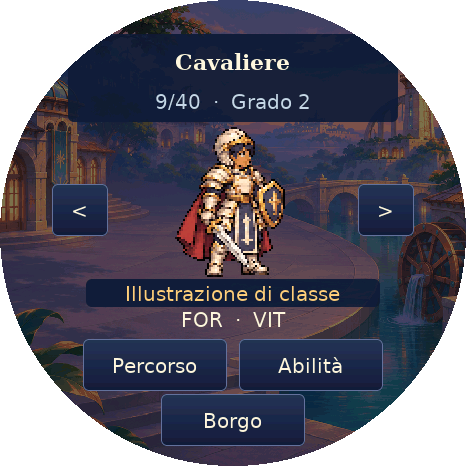 Cavaliere
9/40 · Grado 2
< >
Illustrazione di classe
FOR · VIT
Percorso Abilità
Borgo